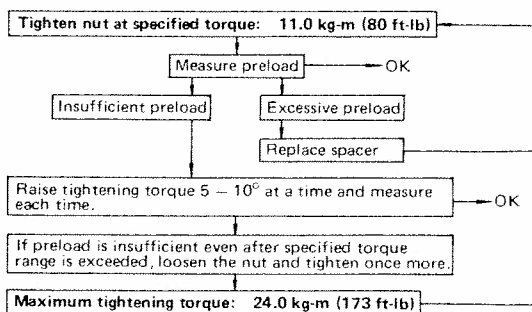 Tighten nut at specified torque: 11.0 kg-m (80 ft-lb)
Measure preload
OK
Insufficient preload
Excessive preload
Replace spacer
Raise tightening torque 5 – 10° at a time and measure
each time.
OK
If preload is insufficient even after specified torque
range is exceeded, loosen the nut and tighten once more.
Maximum tightening torque: 24.0 kg-m (173 ft-lb)